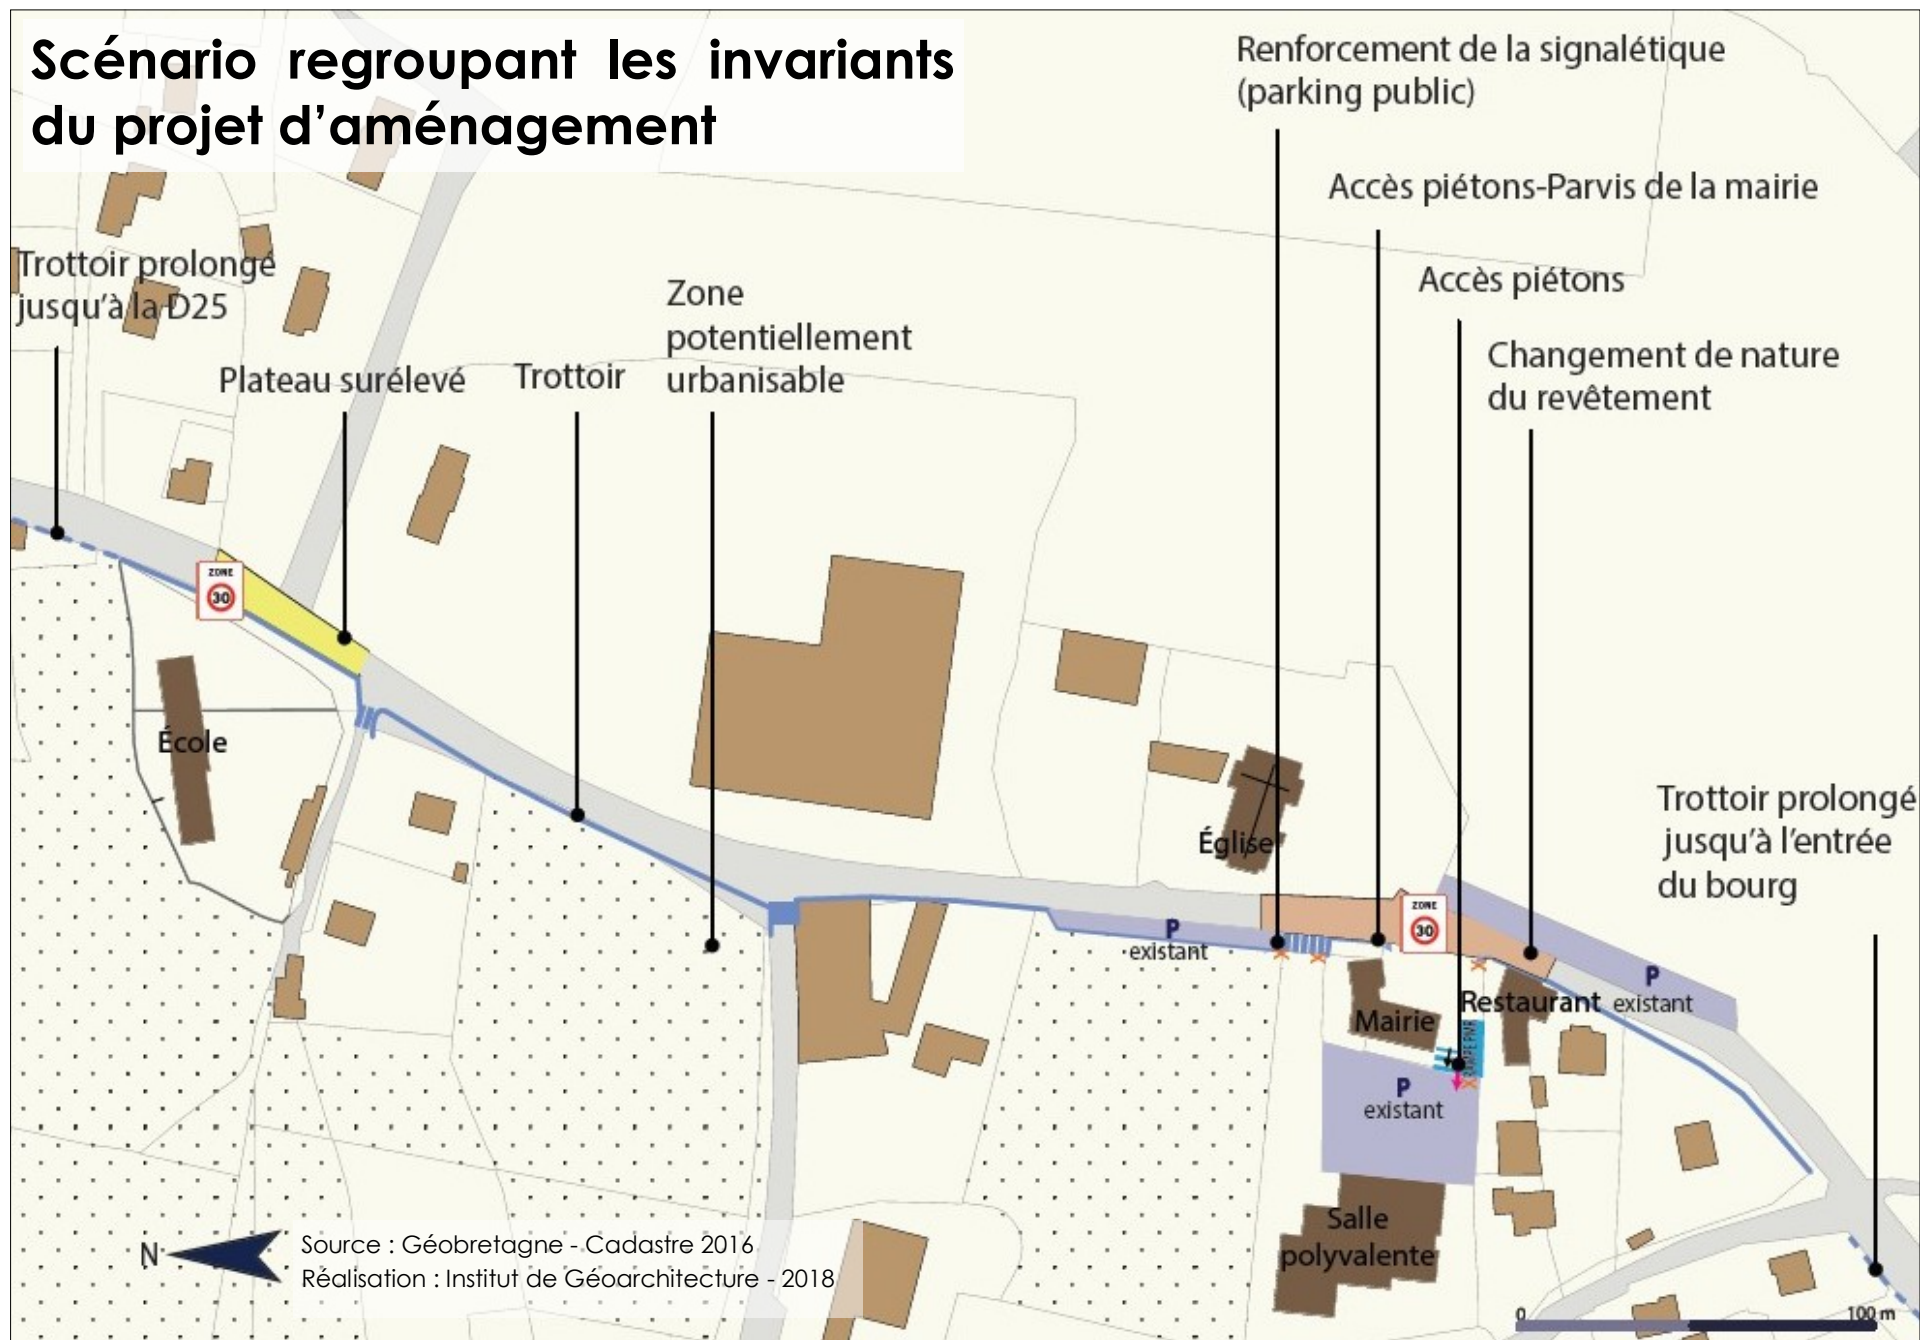 Scénario regroupant les invariants
du projet d'aménagement
Renforcement de la signalétique
(parking public)
Accès piétons-Parvis de la mairie
Accès piétons
Changement de nature
du revêtement
Trottoir prolongé
jusqu'à la D25
Plateau surélevé
Trottoir
Zone
potentiellement
urbanisable
ZONE
30
École
Église
Trottoir prolongé
jusqu'à l'entrée
du bourg
P
existant
ZONE
30
P
existant
Restaurant
Mairie
RAMPE PMR
P
existant
Salle
polyvalente
N
Source : Géobretagne - Cadastre 2016
Réalisation : Institut de Géoarchitecture - 2018
0
100 m